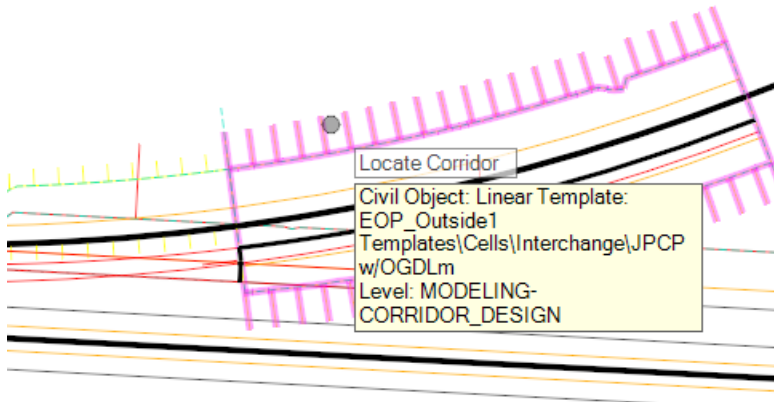 Locate Corridor
Civil Object: Linear Template:
EOP_Outside1
Templates\Cells\Interchange\JPCP
w/OGDLm
Level: MODELING-
CORRIDOR_DESIGN